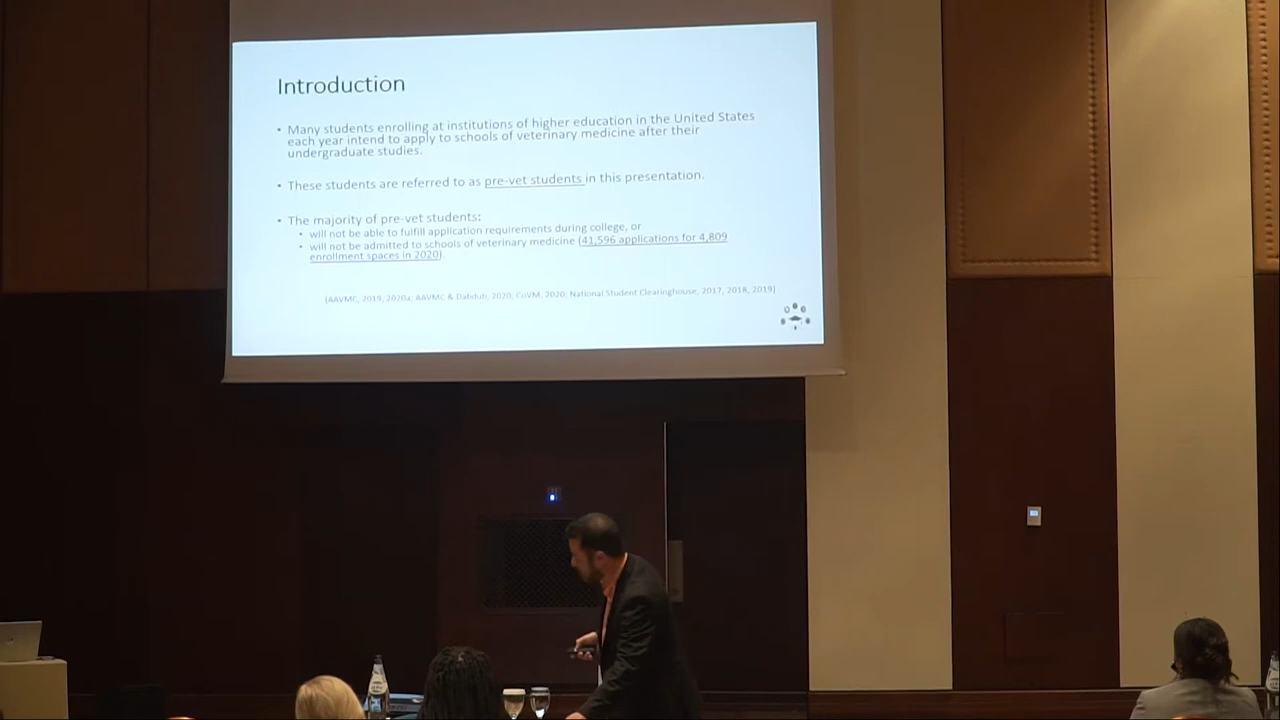 Introduction
• Many students enrolling at institutions of higher education in the United States
each year intend to apply to schools of veterinary medicine after their
undergraduate studies.
• These students are referred to as pre-vet students in this presentation.
• The majority of pre-vet students:
• will not be able to fulfill application requirements during college, or
• will not be admitted to schools of veterinary medicine (41,596 applications for 4,809
enrollment spaces in 2020).
(AAVMC, 2019, 2020a; AAVMC & Dabduti, 2020; CoVM, 2020; National Student Clearinghouse, 2017, 2018, 2019)